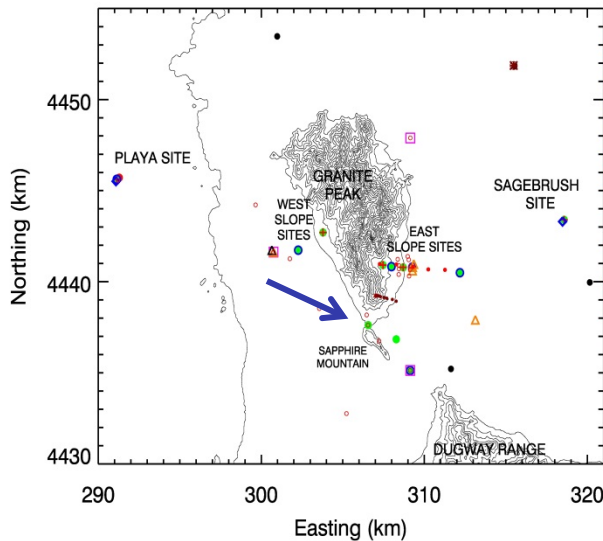 4450
4440
4430
Northing (km)
PLAYA SITE
GRANITE
PEAK
WEST
SLOPE
SITES
EAST
SLOPE SITES
SAGEBRUSH
SITE
SAPPHIRE
MOUNTAIN
DUGWAY RANGE
290
300
310
320
Easting (km)